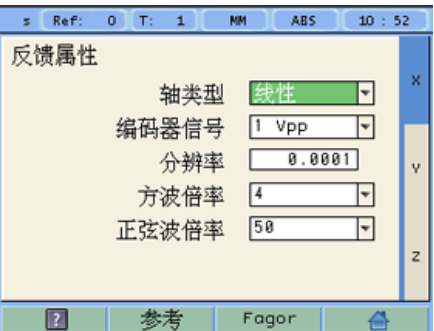 s Ref: 0 T: 1 MM ABS 10 : 52
反馈属性
X
轴类型 线性
编码器信号 1 Vpp
分辨率 0.0001
Y
方波倍率 4
正弦波倍率 50
Z
? 参考 Fagor